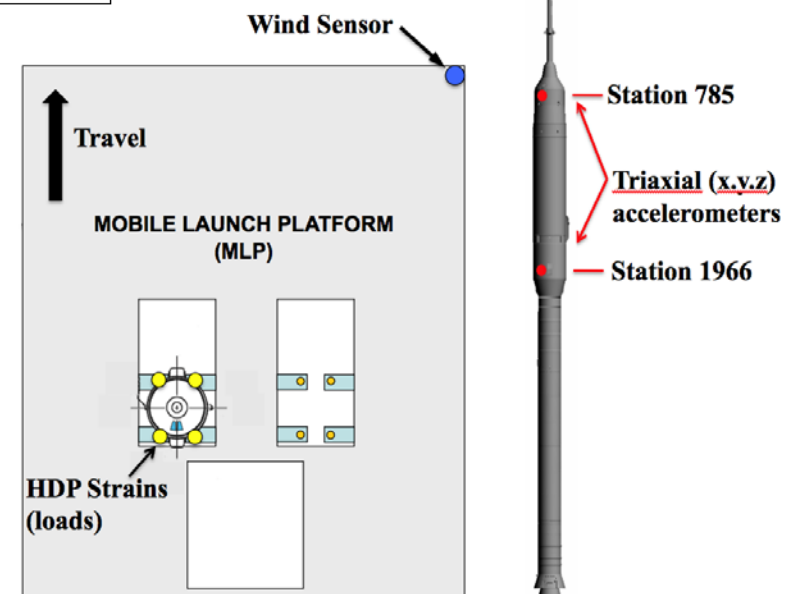 Wind Sensor
Travel
MOBILE LAUNCH PLATFORM
(MLP)
HDP Strains
(loads)
Station 785
Triaxial (x.y.z)
accelerometers
Station 1966